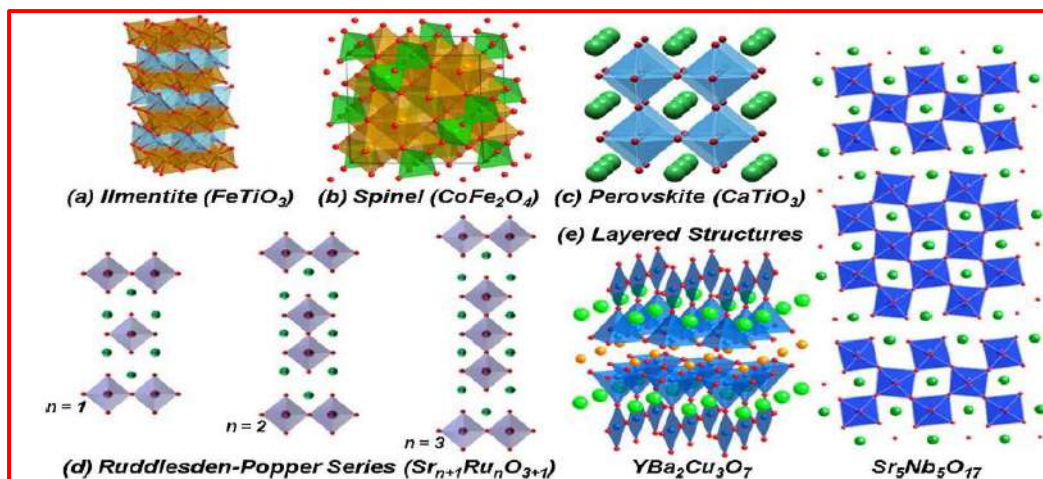 (a) Ilmentite (FeTiO₃)
(b) Spinel (CoFe₂O₄)
(c) Perovskite (CaTiO₃)
(e) Layered Structures
n = 1
n = 2
n = 3
(d) Ruddlesden-Popper Series (Srₙ₊₁RuₙO₃₊₁)
YBa₂Cu₃O₇
Sr₅Nb₅O₁₇